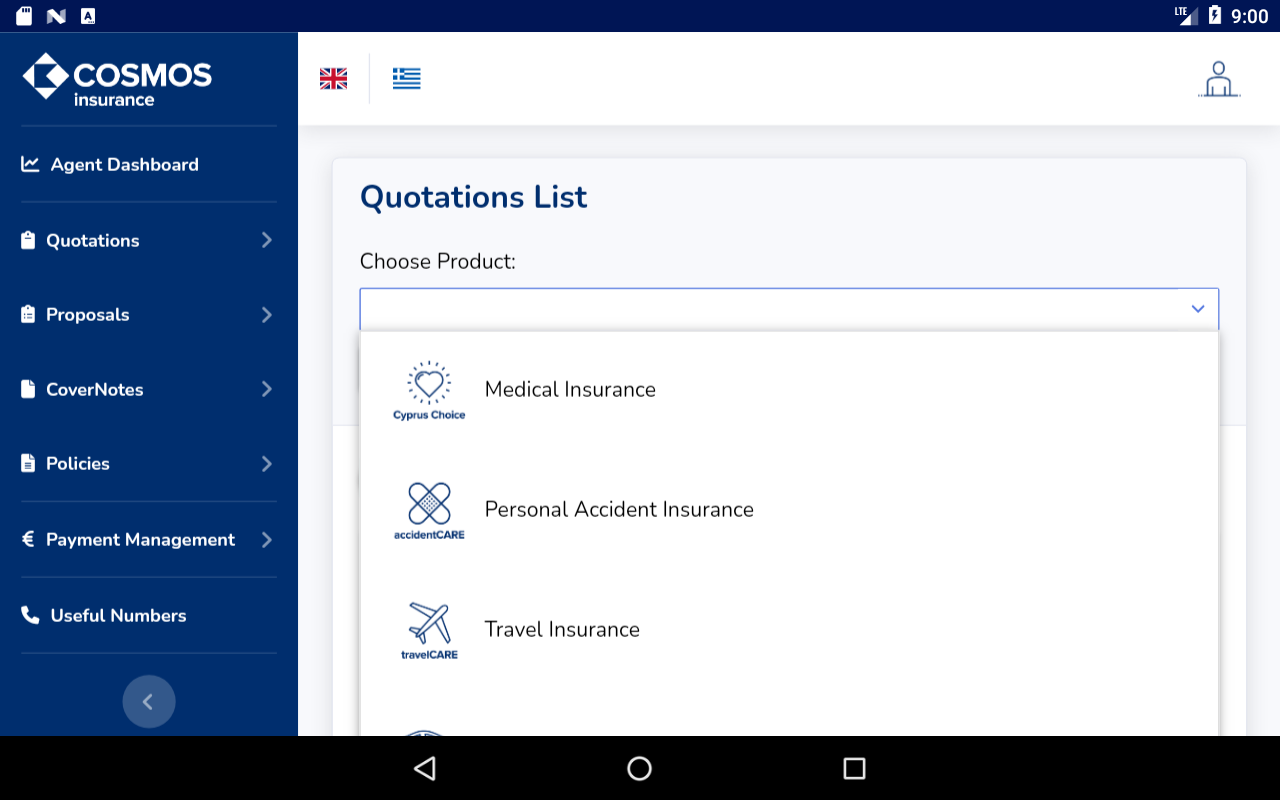 LTE 9:00
COSMOS
insurance
Agent Dashboard
Quotations
Proposals
CoverNotes
Policies
€ Payment Management
Useful Numbers
Quotations List
Choose Product:
Cyprus Choice
Medical Insurance
accidentCARE
Personal Accident Insurance
travelCARE
Travel Insurance